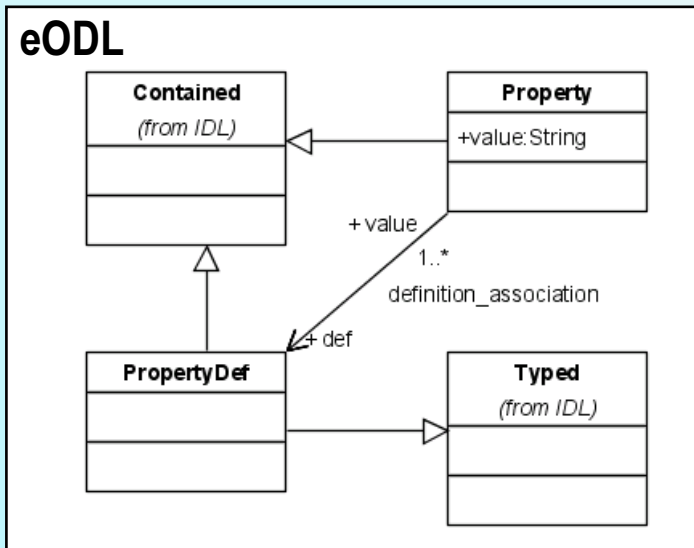 eODL
Contained
(from IDL)
Property
+value:String
+ value
1..*
definition_association
+ def
PropertyDef
Typed
(from IDL)